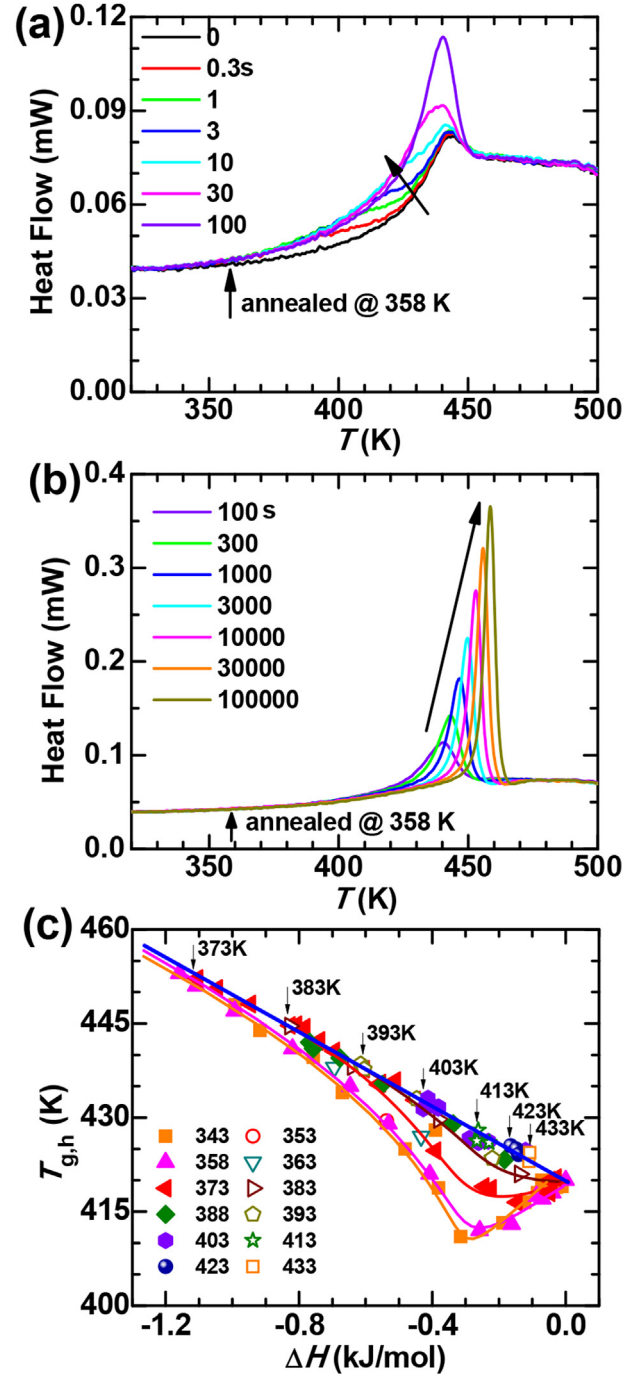 (a)
0.12
0.09
0.06
0.03
0.00
Heat Flow (mW)
0
0.3s
1
3
10
30
100
annealed @ 358 K
350 400 450 500
T (K)
(b)
0.4
0.3
0.2
0.1
0.0
Heat Flow (mW)
100 s
300
1000
3000
10000
30000
100000
annealed @ 358 K
350 400 450 500
T (K)
(c)
460
445
430
415
400
Tg,h (K)
373K
383K
393K
403K
413K
423K
433K
343 353
358 363
373 383
388 393
403 413
423 433
-1.2 -0.8 -0.4 0.0
ΔH (kJ/mol)